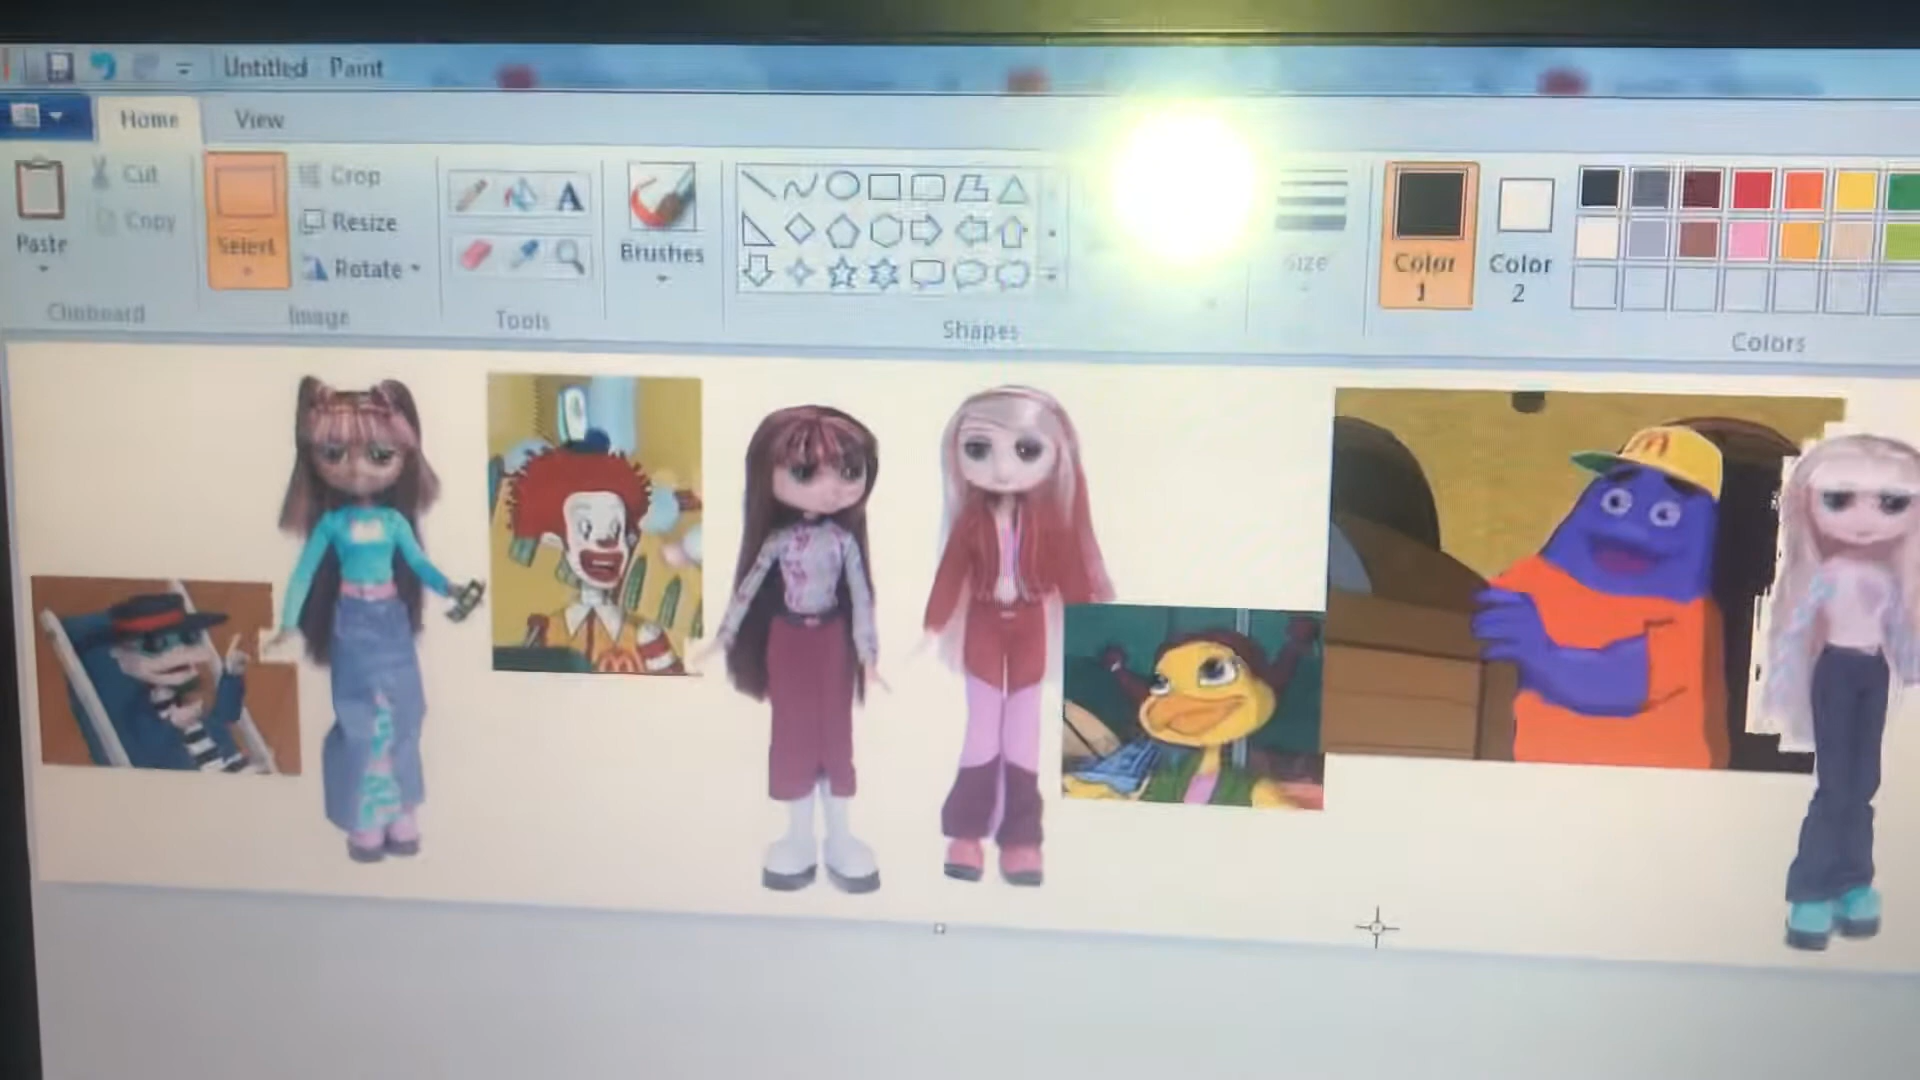 Untitled Paint
Home View
Paste
Cut
Copy
Clipboard
Select
Crop
Resize
Rotate
Image
A
Tools
Brushes
Shapes
Size
Color
1
Color
2
Colors